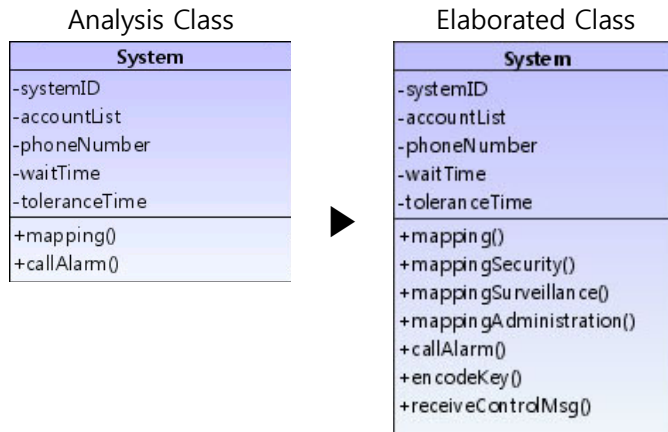 Analysis Class
System
-systemID
-accountList
-phoneNumber
-waitTime
-toleranceTime
+mapping()
+callAlarm()
Elaborated Class
System
-systemID
-accountList
-phoneNumber
-waitTime
-toleranceTime
+mapping()
+mappingSecurity()
+mappingSurveillance()
+mappingAdministration()
+callAlarm()
+encodeKey()
+receiveControlMsg()